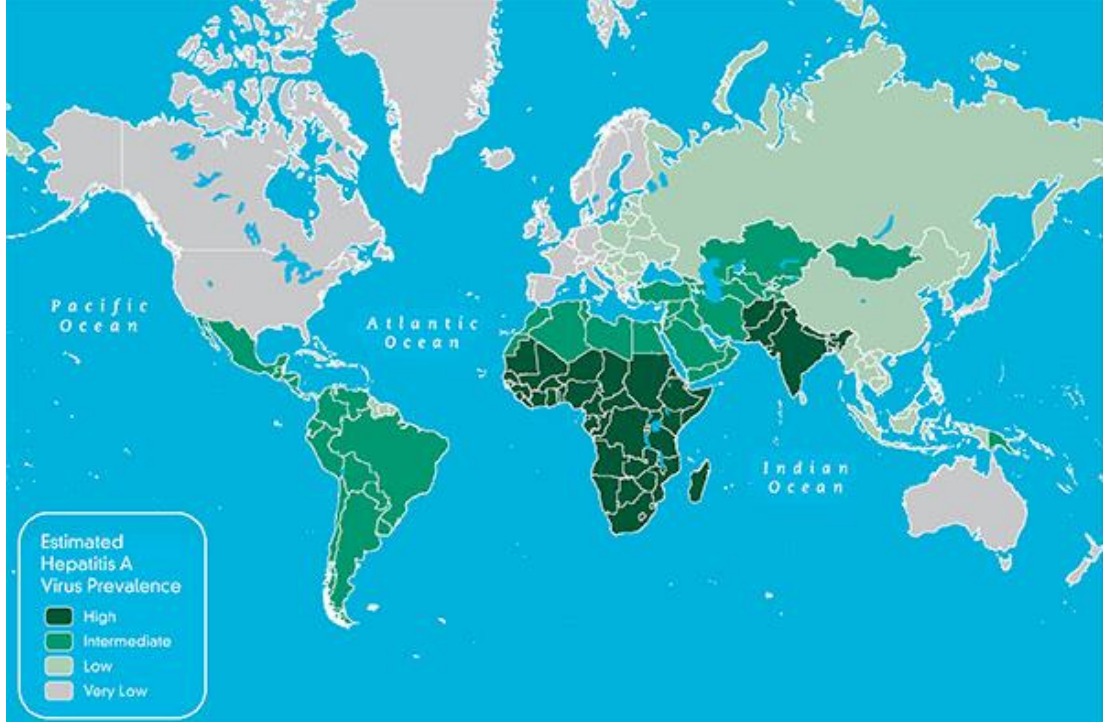 Pacific
Ocean
Atlantic
Ocean
Indian
Ocean
Estimated
Hepatitis A
Virus Prevalence
High
Intermediate
Low
Very Low